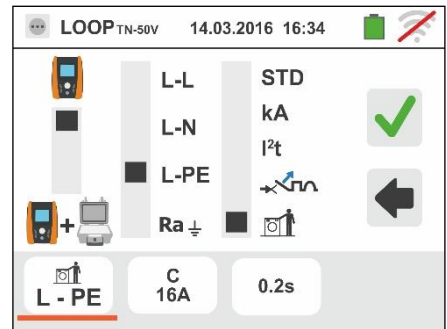 LOOP TN-50V 14.03.2016 16:34
L-L STD
L-N kA
I²t
L-PE
Ra
L - PE
C
16A
0.2s